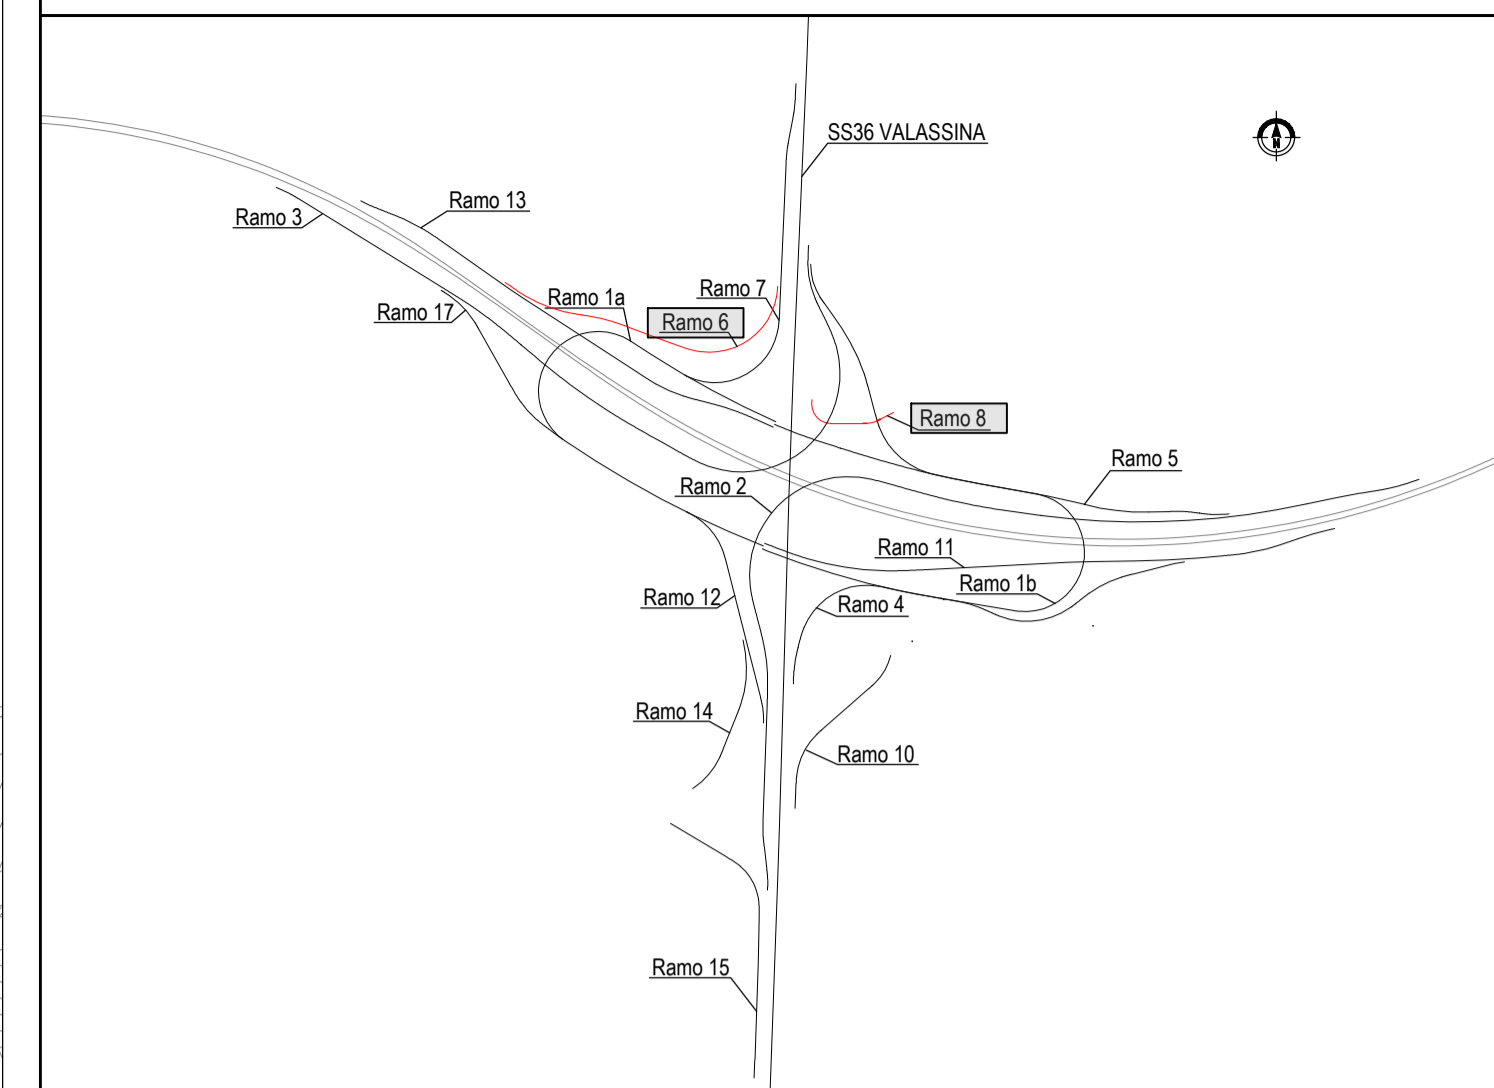 SS36 VALASSINA
N
Ramo 13
Ramo 3
Ramo 7
Ramo 1a
Ramo 17
Ramo 6
Ramo 8
Ramo 5
Ramo 2
Ramo 11
Ramo 1b
Ramo 12
Ramo 4
Ramo 14
Ramo 10
Ramo 15